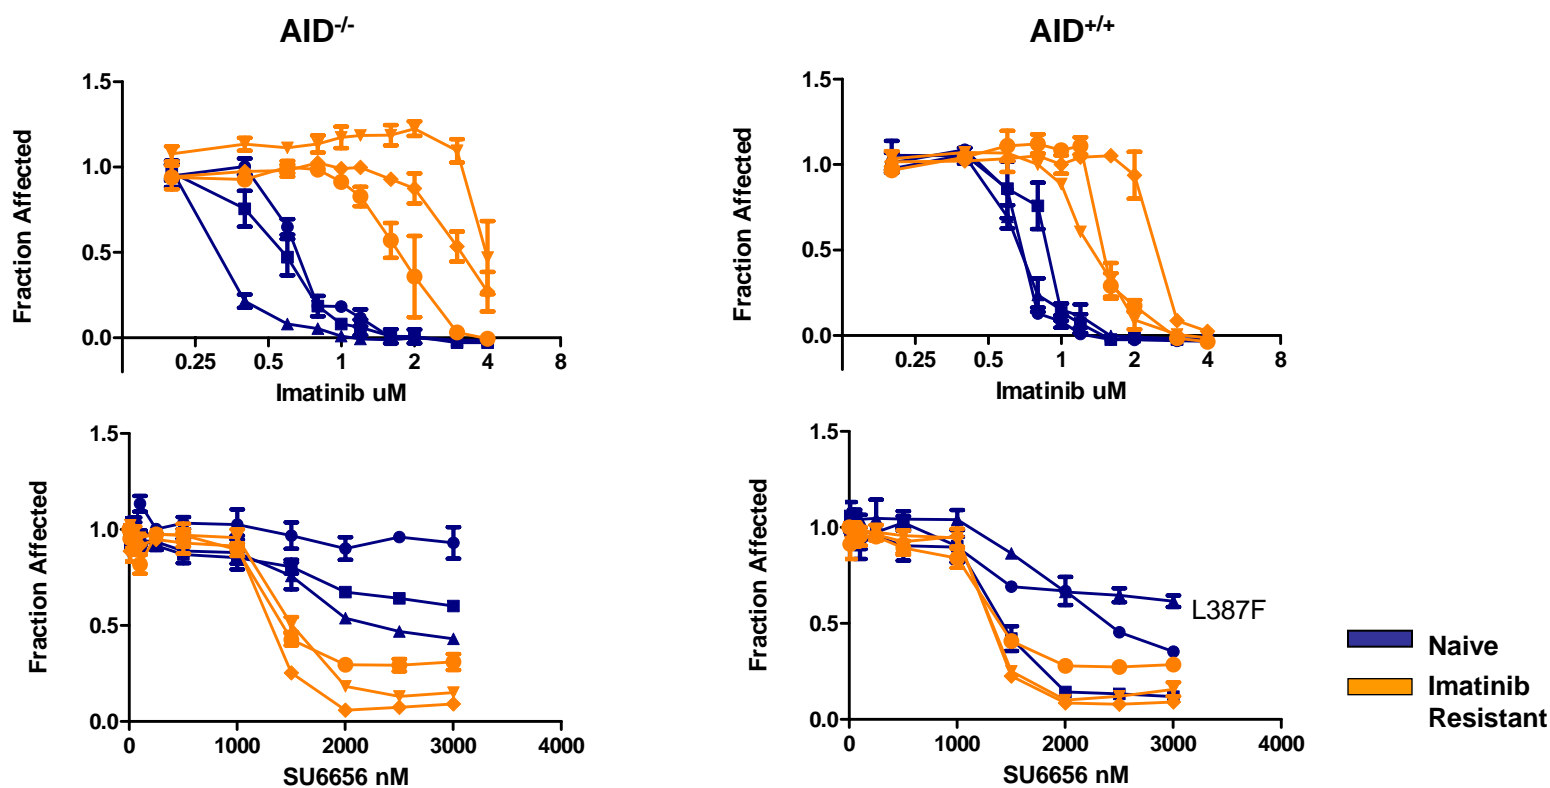 AID-/-
AID+/+
1.5
1.0
0.5
0.0
Fraction Affected
0.25 0.5 1 2 4 8
Imatinib uM
1.5
1.0
0.5
0.0
Fraction Affected
0.25 0.5 1 2 4 8
Imatinib uM
1.5
1.0
0.5
0.0
Fraction Affected
0 1000 2000 3000 4000
SU6656 nM
1.5
1.0
0.5
0.0
Fraction Affected
0 1000 2000 3000 4000
SU6656 nM
L387F
Naive
Imatinib
Resistant